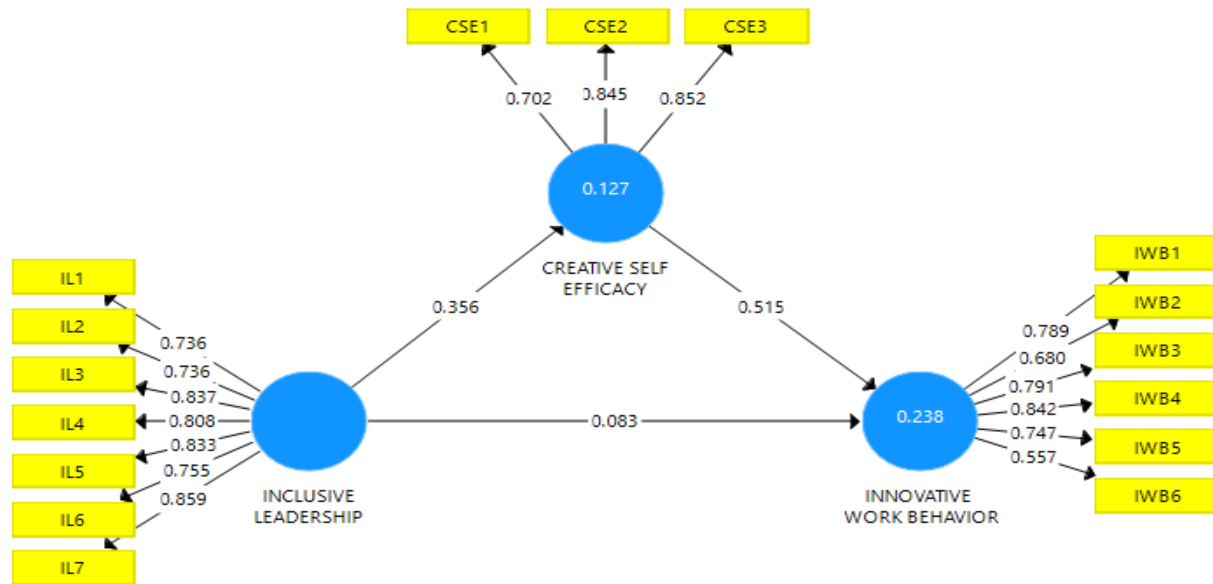 CSE1
CSE2
CSE3
0.702
0.845
0.852
0.127
CREATIVE SELF
EFFICACY
0.356
0.515
IL1
IL2
IL3
IL4
IL5
IL6
IL7
0.736
0.736
0.837
0.808
0.833
0.755
0.859
INCLUSIVE
LEADERSHIP
0.083
0.238
INNOVATIVE
WORK BEHAVIOR
0.789
0.680
0.791
0.842
0.747
0.557
IWB1
IWB2
IWB3
IWB4
IWB5
IWB6